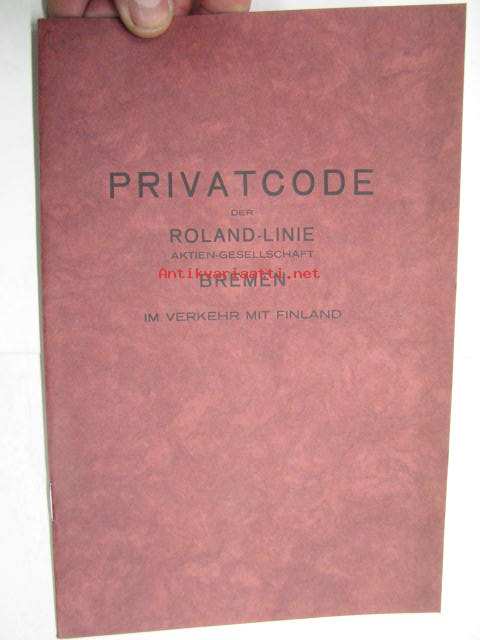 PRIVATCODE
DER
ROLAND-LINIE
AKTIEN-GESELLSCHAFT
Antikvariaatti.net
BREMEN
IM VERKEHR MIT FINLAND